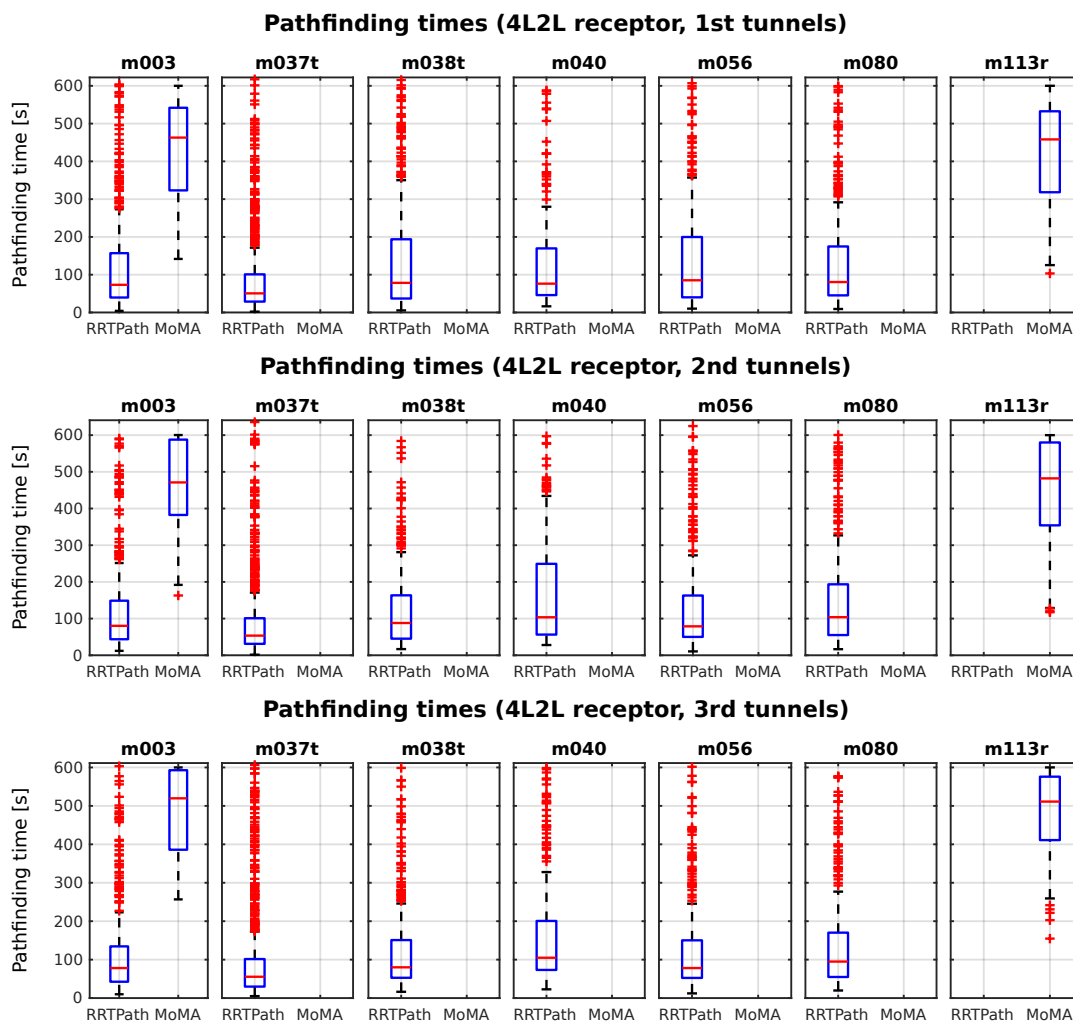 Pathfinding times (4L2L receptor, 1st tunnels)
m003 m037t m038t m040 m056 m080 m113r
Pathfinding time [s]
600
500
400
300
200
100
0
RRTPath MoMA RRTPath MoMA RRTPath MoMA RRTPath MoMA RRTPath MoMA RRTPath MoMA RRTPath MoMA
Pathfinding times (4L2L receptor, 2nd tunnels)
m003 m037t m038t m040 m056 m080 m113r
Pathfinding time [s]
600
500
400
300
200
100
0
RRTPath MoMA RRTPath MoMA RRTPath MoMA RRTPath MoMA RRTPath MoMA RRTPath MoMA RRTPath MoMA
Pathfinding times (4L2L receptor, 3rd tunnels)
m003 m037t m038t m040 m056 m080 m113r
Pathfinding time [s]
600
500
400
300
200
100
0
RRTPath MoMA RRTPath MoMA RRTPath MoMA RRTPath MoMA RRTPath MoMA RRTPath MoMA RRTPath MoMA